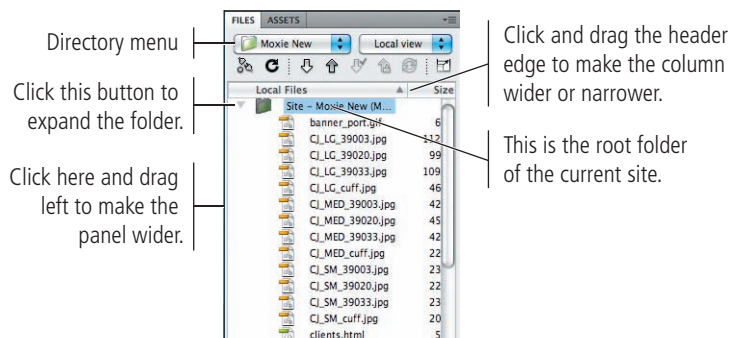 FILES ASSETS
Directory menu
Moxie New
Local view
Click and drag the header
edge to make the column
wider or narrower.
Local Files
Size
Click this button to
expand the folder.
Site – Moxie New (M...
banner_port.gif 6
CJ_LG_39003.jpg 112
This is the root folder
of the current site.
CJ_LG_39020.jpg 99
CJ_LG_39033.jpg 109
Click here and drag
left to make the
panel wider.
CJ_LG_cuff.jpg 46
CJ_MED_39003.jpg 42
CJ_MED_39020.jpg 45
CJ_MED_39033.jpg 42
CJ_MED_cuff.jpg 22
CJ_SM_39003.jpg 23
CJ_SM_39020.jpg 22
CJ_SM_39033.jpg 23
CJ_SM_cuff.jpg 20
clients.html 5